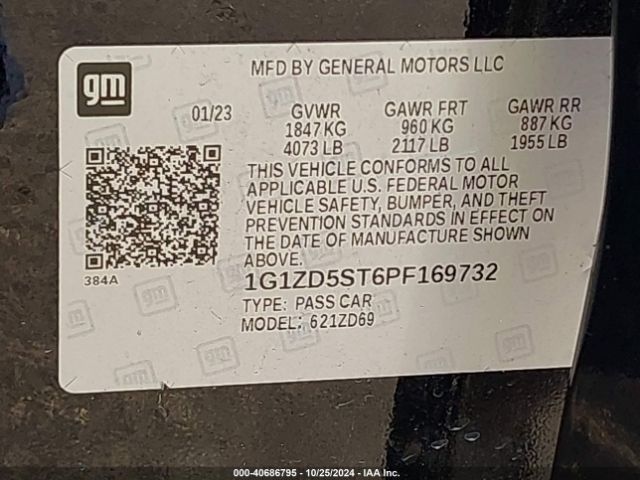 gm
MFD BY GENERAL MOTORS LLC
01/23 GVWR GAWR FRT GAWR RR
1847 KG 960 KG 887 KG
4073 LB 2117 LB 1955 LB
THIS VEHICLE CONFORMS TO ALL
APPLICABLE U.S. FEDERAL MOTOR
VEHICLE SAFETY, BUMPER, AND THEFT
PREVENTION STANDARDS IN EFFECT ON
THE DATE OF MANUFACTURE SHOWN
ABOVE.
384A
1G1ZD5ST6PF169732
TYPE: PASS CAR
MODEL: 621ZD69
000-40686795 - 10/25/2024 - IAA Inc.